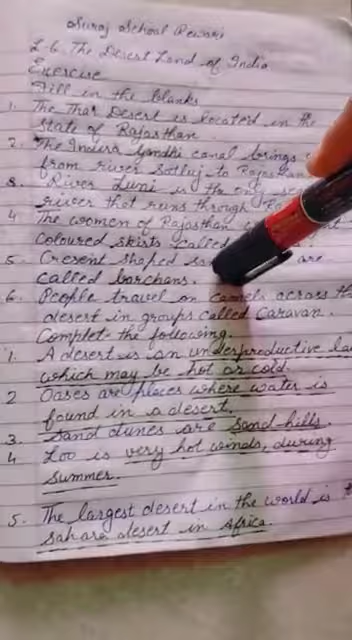 Suraj School Rewari
L-6. The Desert Land of India
Exercise
Fill in the blanks
1. The Thar Desert is located in the
state of Rajasthan.
2. The Indira Gandhi canal brings
from river Sutluj to Rajasthan
3. River Luni is the only
river that runs through
4 The women of Rajasthan
coloured skirts called
5. Cresent shaped are
called barchans.
6. People travel on camels across the
desert in groups called Caravan.
Complete the following.
1. A desert is an underproductive
which may be hot or cold.
2 Oases are places where water is
found in a desert.
3. Sand dunes are sand hills.
4 Loo is very hot winds, during
summer.
5. The largest desert in the world is
sahara desert in Africa.